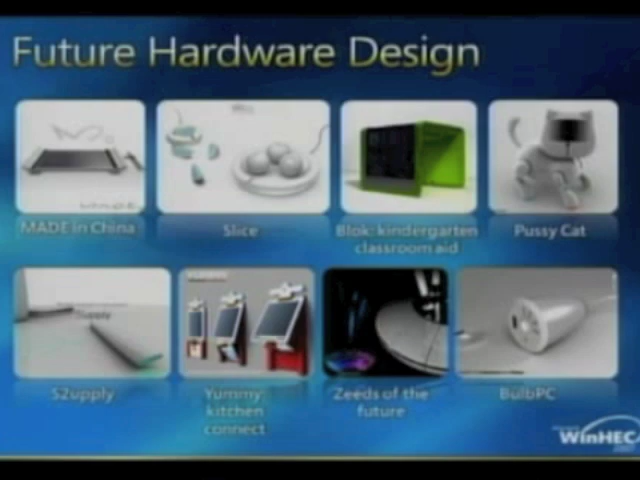 Future Hardware Design
MADE in China
Slice
Blok: kindergarten
classroom aid
Pussy Cat
S2upply
Yummy:
kitchen
connect
Zeeds of the
future
BulbPC
WinHEC